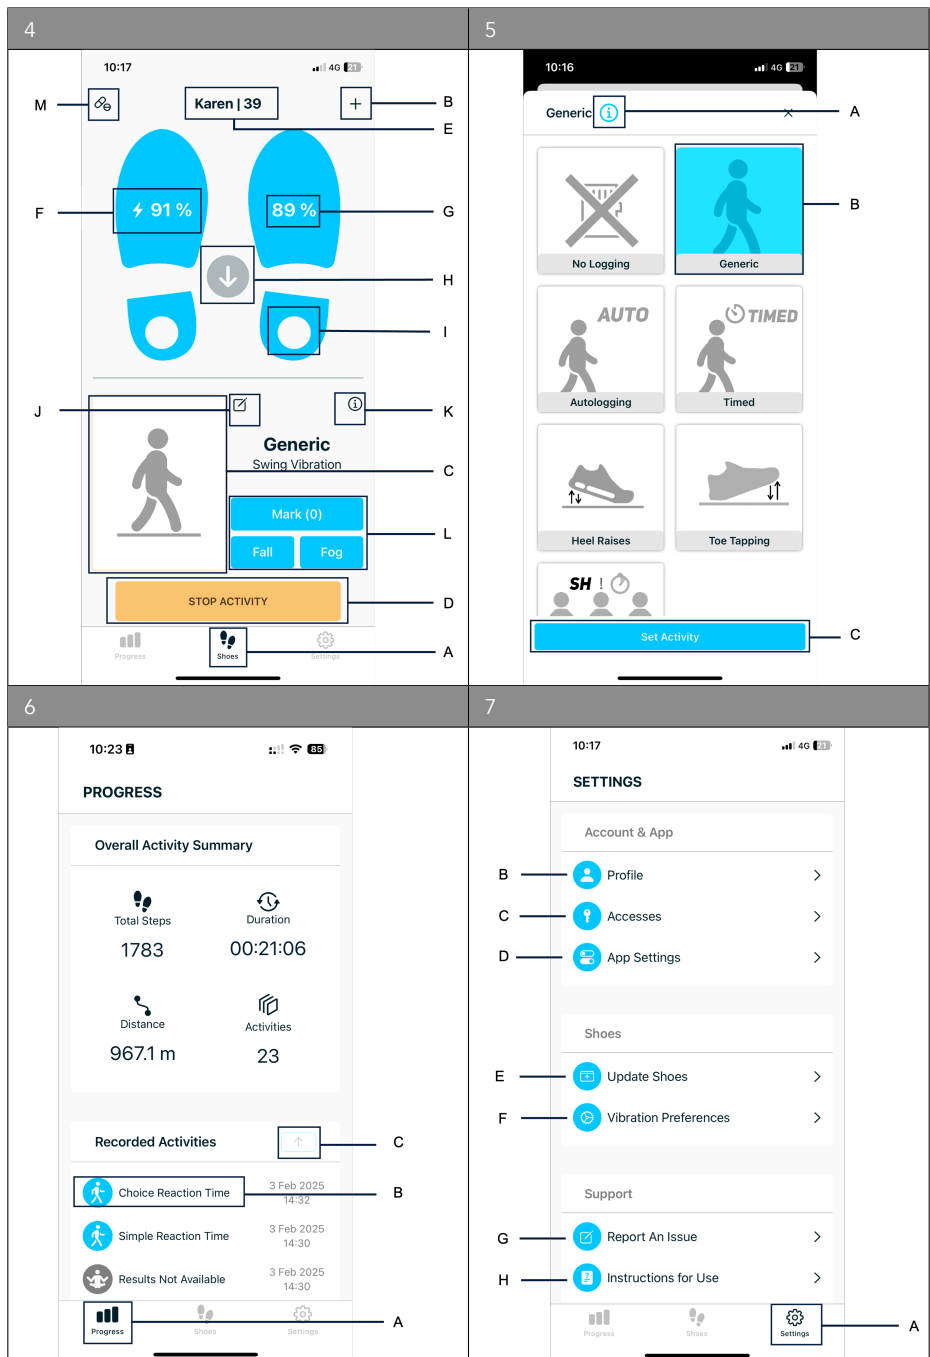 4
10:17
4G 21
M
Karen | 39
B
E
F
91 %
89 %
G
H
I
J
K
Generic
Swing Vibration
C
Mark (0)
Fall
Fog
L
STOP ACTIVITY
D
Progress
Shoes
Settings
A
5
10:16
4G 21
Generic
A
No Logging
Generic
B
AUTO
TIMED
Autologging
Timed
Heel Raises
Toe Tapping
SH !
Set Activity
C
6
10:23
85
PROGRESS
Overall Activity Summary
Total Steps
Duration
1783
00:21:06
Distance
Activities
967.1 m
23
Recorded Activities
C
Choice Reaction Time
3 Feb 2025
14:32
B
Simple Reaction Time
3 Feb 2025
14:30
Results Not Available
3 Feb 2025
14:30
Progress
Shoes
Settings
A
7
10:17
4G 21
SETTINGS
Account & App
B
Profile
C
Accesses
D
App Settings
Shoes
E
Update Shoes
F
Vibration Preferences
Support
G
Report An Issue
H
Instructions for Use
Progress
Shoes
Settings
A